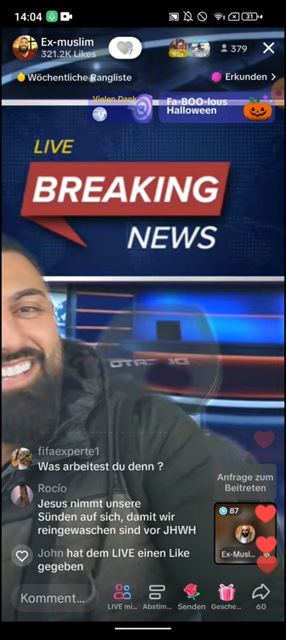 14:04
31
Ex-muslim
321.2K Likes
90+
90+
379
Wöchentliche Rangliste
Erkunden >
Vielen Dank
Fa-BOO-lous
Halloween
LIVE
BREAKING
NEWS
fifaexperte1
Was arbeitest du denn ?
Rocío
Jesus nimmt unsere
Sünden auf sich, damit wir
reingewaschen sind vor JHWH
John hat dem LIVE einen Like
gegeben
Anfrage zum
Beitreten
87
Ex-Musl...
Komment...
LIVE mi...
Abstim...
Senden
Gesche...
60